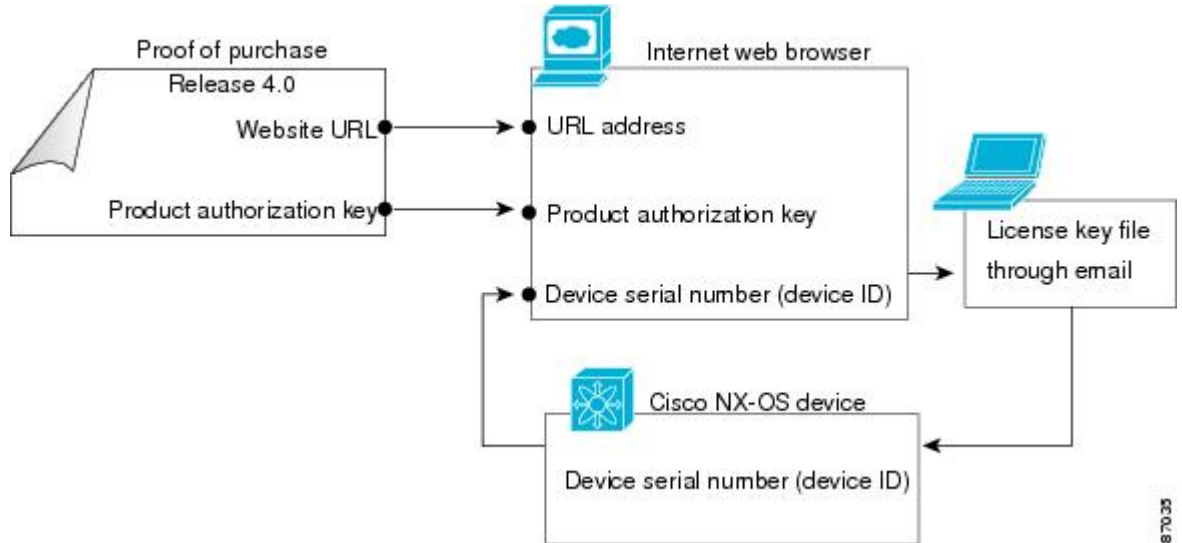 Proof of purchase
Release 4.0
Website URL
Product authorization key
Internet web browser
URL address
Product authorization key
Device serial number (device ID)
License key file
through email
Cisco NX-OS device
Device serial number (device ID)
87035